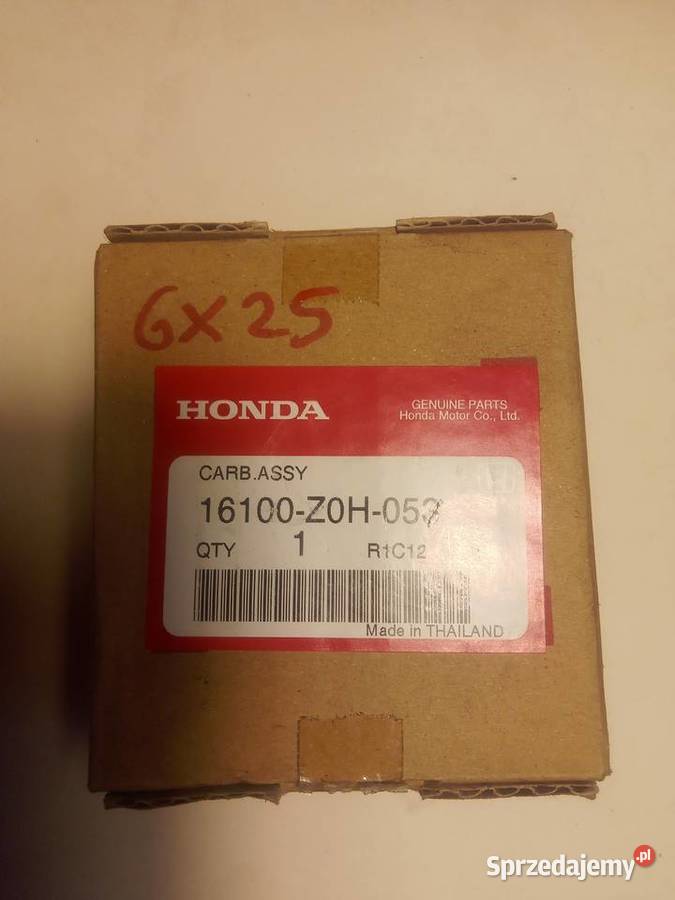 GX25
HONDA
GENUINE PARTS
Honda Motor Co., Ltd.
CARB.ASSY
16100-Z0H-053
QTY 1 R1C12
Made in THAILAND
Sprzedajemy.pl